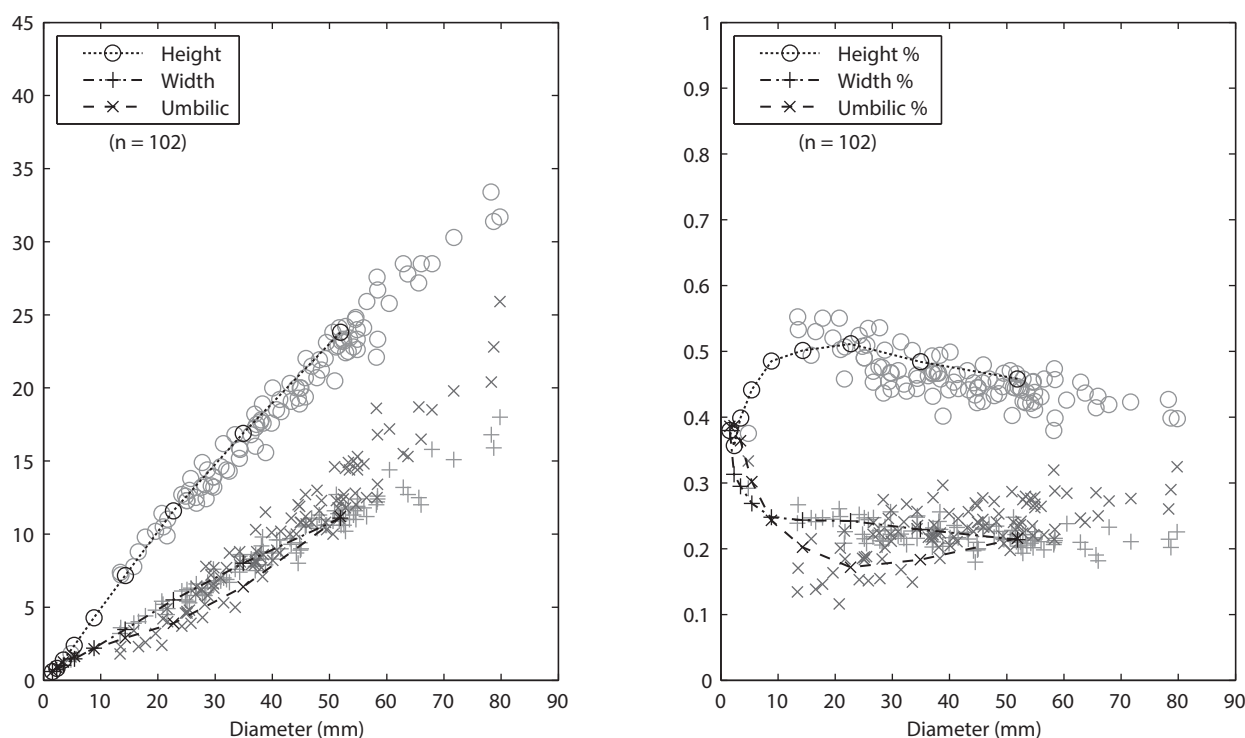 45
40
35
30
25
20
15
10
5
0
Height
Width
Umbilic
(n = 102)
0 10 20 30 40 50 60 70 80 90
Diameter (mm)
1
0.9
0.8
0.7
0.6
0.5
0.4
0.3
0.2
0.1
0
Height %
Width %
Umbilic %
(n = 102)
0 10 20 30 40 50 60 70 80 90
Diameter (mm)